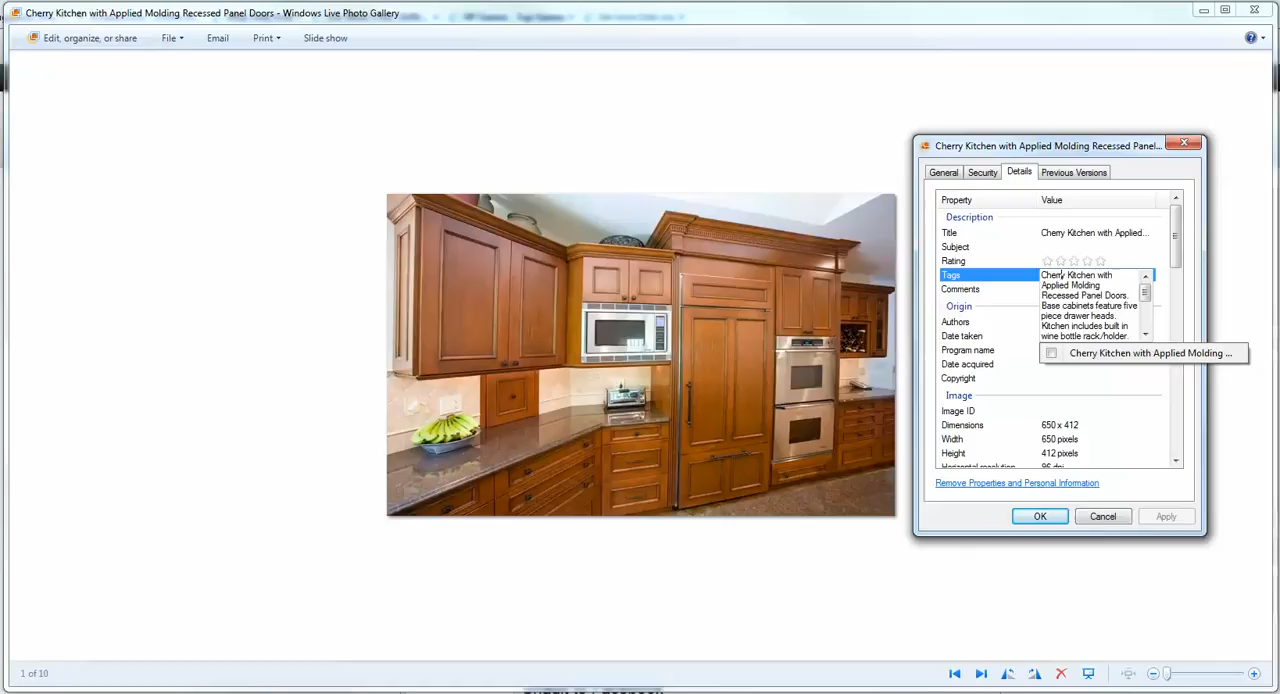 Cherry Kitchen with Applied Molding Recessed Panel Doors - Windows Live Photo Gallery
Edit, organize, or share File Email Print Slide show
Cherry Kitchen with Applied Molding Recessed Panel...
General Security Details Previous Versions
Property Value
Description
Title Cherry Kitchen with Applied...
Subject
Rating
Tags Cherry Kitchen with
Applied Molding
Recessed Panel Doors.
Base cabinets feature five
piece drawer heads.
Kitchen includes built in
wine bottle rack/holder.
Cherry Kitchen with Applied Molding ...
Comments
Origin
Authors
Date taken
Program name
Date acquired
Copyright
Image
Image ID
Dimensions 650 x 412
Width 650 pixels
Height 412 pixels
Horizontal resolution 96 dpi
Remove Properties and Personal Information
OK Cancel Apply
1 of 10